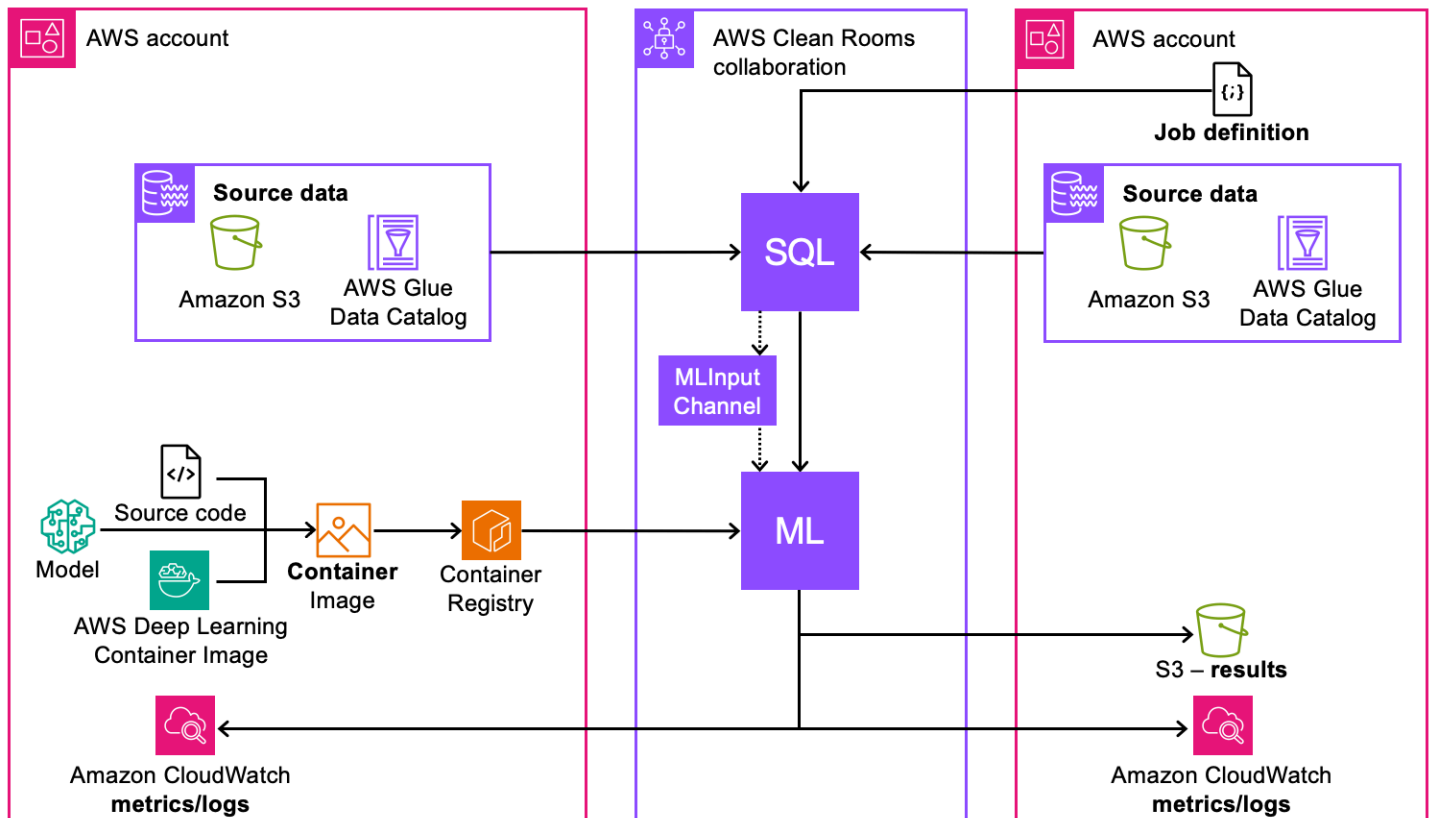 AWS account
AWS Clean Rooms
collaboration
AWS account
{;}
Job definition
Source data
Amazon S3
AWS Glue
Data Catalog
SQL
Source data
Amazon S3
AWS Glue
Data Catalog
MLInput
Channel
</>
Source code
Model
AWS Deep Learning
Container Image
Container
Image
Container
Registry
ML
S3 – results
Amazon CloudWatch
metrics/logs
Amazon CloudWatch
metrics/logs